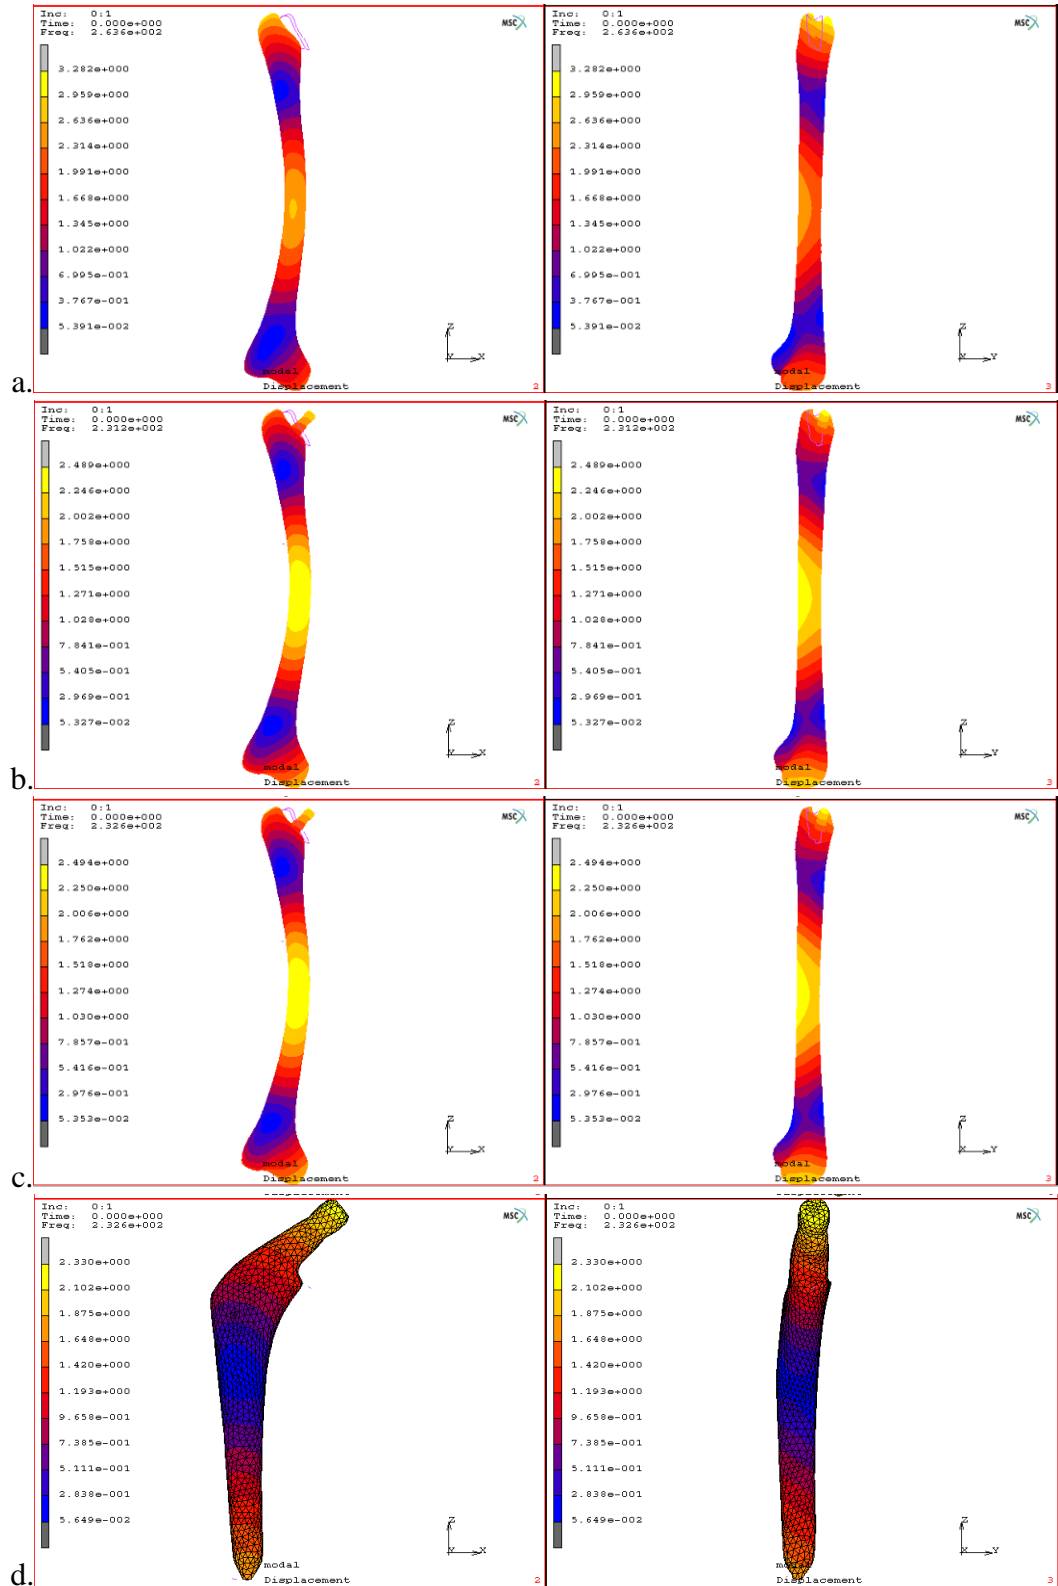 Inc: 0:1
Time: 0.000e+000
Freq: 2.636e+002
MSC
3.282e+000
2.959e+000
2.636e+000
2.314e+000
1.991e+000
1.668e+000
1.345e+000
1.022e+000
6.995e-001
3.767e-001
5.391e-002
Z
Y X
modal
Displacement
2
Inc: 0:1
Time: 0.000e+000
Freq: 2.636e+002
MSC
3.282e+000
2.959e+000
2.636e+000
2.314e+000
1.991e+000
1.668e+000
1.345e+000
1.022e+000
6.995e-001
3.767e-001
5.391e-002
Z
X Y
modal
Displacement
3
a.
Inc: 0:1
Time: 0.000e+000
Freq: 2.312e+002
MSC
2.489e+000
2.246e+000
2.002e+000
1.758e+000
1.515e+000
1.271e+000
1.028e+000
7.841e-001
5.405e-001
2.969e-001
5.327e-002
Z
Y X
modal
Displacement
2
Inc: 0:1
Time: 0.000e+000
Freq: 2.312e+002
MSC
2.489e+000
2.246e+000
2.002e+000
1.758e+000
1.515e+000
1.271e+000
1.028e+000
7.841e-001
5.405e-001
2.969e-001
5.327e-002
Z
X Y
modal
Displacement
3
b.
Inc: 0:1
Time: 0.000e+000
Freq: 2.326e+002
MSC
2.494e+000
2.250e+000
2.006e+000
1.762e+000
1.518e+000
1.274e+000
1.030e+000
7.857e-001
5.416e-001
2.976e-001
5.353e-002
Z
Y X
modal
Displacement
2
Inc: 0:1
Time: 0.000e+000
Freq: 2.326e+002
MSC
2.494e+000
2.250e+000
2.006e+000
1.762e+000
1.518e+000
1.274e+000
1.030e+000
7.857e-001
5.416e-001
2.976e-001
5.353e-002
Z
X Y
modal
Displacement
3
c.
Inc: 0:1
Time: 0.000e+000
Freq: 2.326e+002
MSC
2.330e+000
2.102e+000
1.875e+000
1.648e+000
1.420e+000
1.193e+000
9.658e-001
7.385e-001
5.111e-001
2.838e-001
5.649e-002
Z
Y X
modal
Displacement
2
Inc: 0:1
Time: 0.000e+000
Freq: 2.326e+002
MSC
2.330e+000
2.102e+000
1.875e+000
1.648e+000
1.420e+000
1.193e+000
9.658e-001
7.385e-001
5.111e-001
2.838e-001
5.649e-002
Z
X Y
modal
Displacement
3
d.